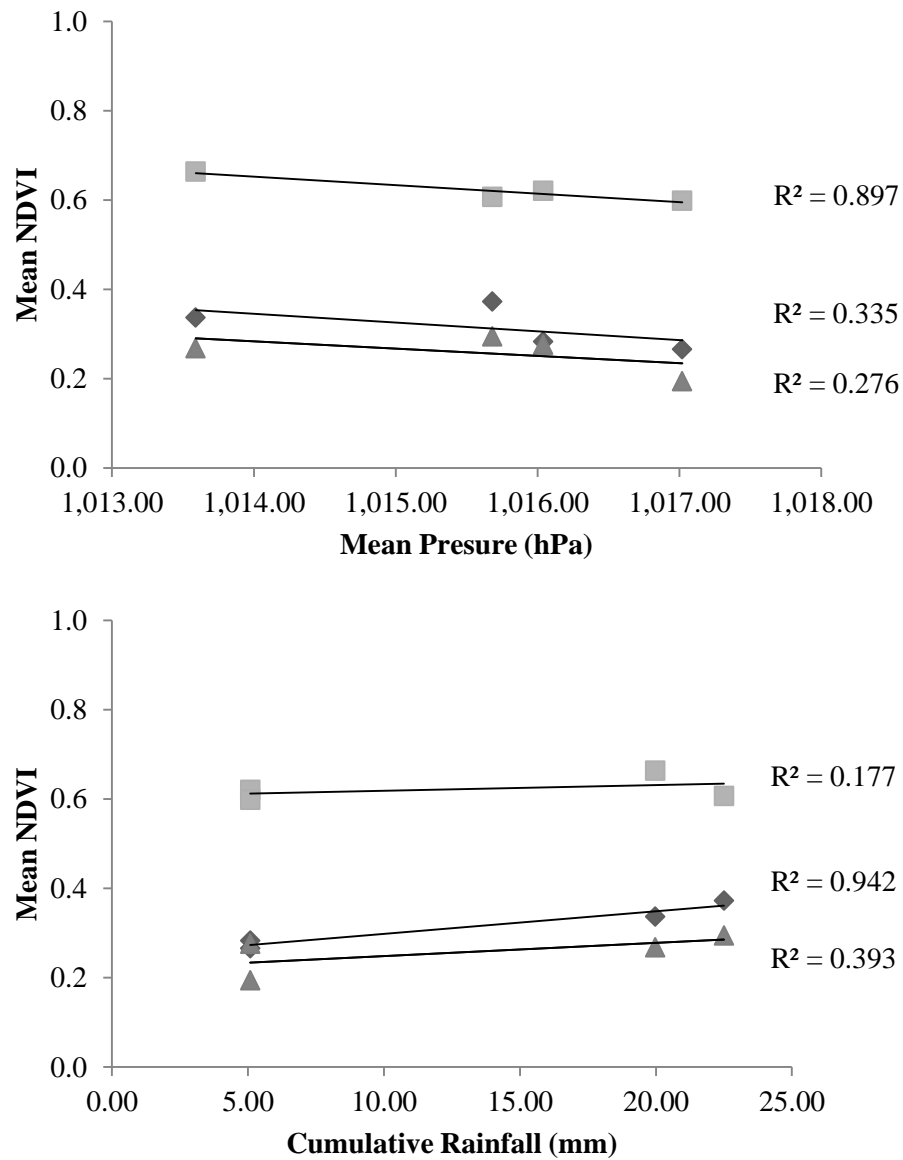 1.0
0.8
0.6
0.4
0.2
0.0
Mean NDVI
R² = 0.897
R² = 0.335
R² = 0.276
1,013.00 1,014.00 1,015.00 1,016.00 1,017.00 1,018.00
Mean Presure (hPa)
1.0
0.8
0.6
0.4
0.2
0.0
Mean NDVI
R² = 0.177
R² = 0.942
R² = 0.393
0.00 5.00 10.00 15.00 20.00 25.00
Cumulative Rainfall (mm)